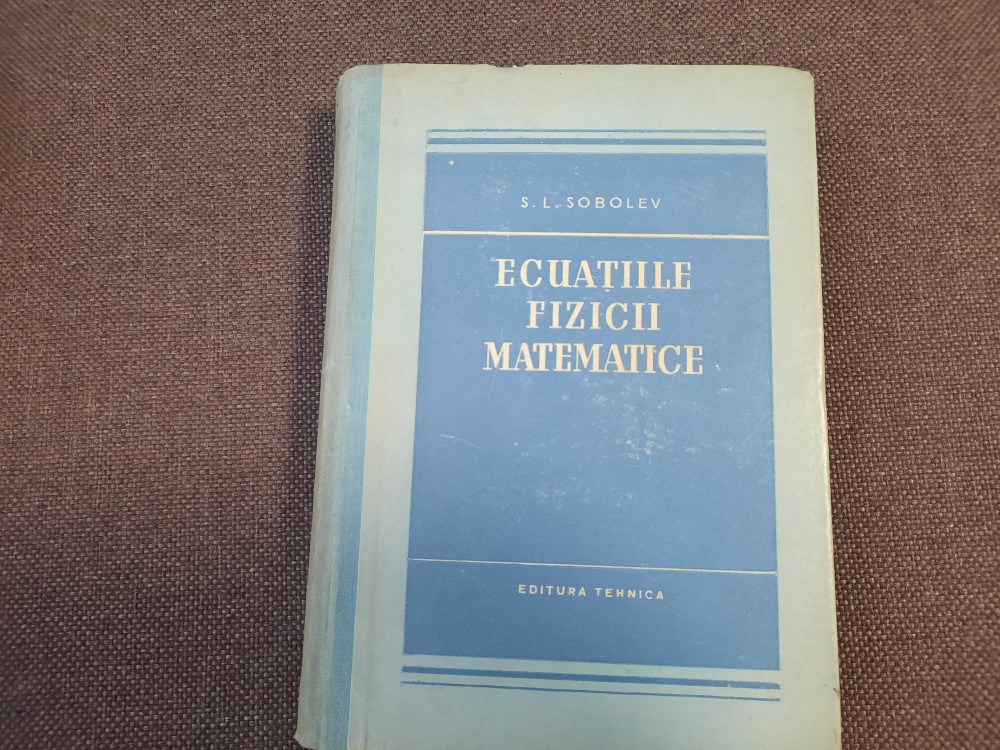 S. L. SOBOLEV
ECUAȚIILE
FIZICII
MATEMATICE
EDITURA TEHNICA